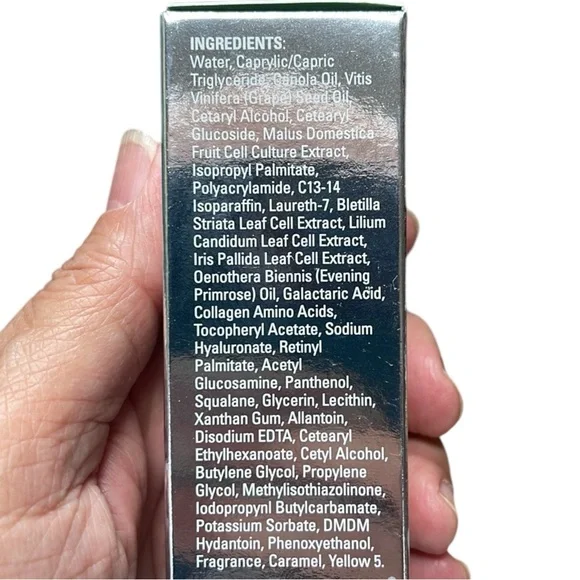 INGREDIENTS:
Water, Caprylic/Capric
Triglyceride, Canola Oil, Vitis
Vinifera (Grape) Seed Oil,
Cetaryl Alcohol, Cetearyl
Glucoside, Malus Domestica
Fruit Cell Culture Extract,
Isopropyl Palmitate,
Polyacrylamide, C13-14
Isoparaffin, Laureth-7, Bletilla
Striata Leaf Cell Extract, Lilium
Candidum Leaf Cell Extract,
Iris Pallida Leaf Cell Extract,
Oenothera Biennis (Evening
Primrose) Oil, Galactaric Acid,
Collagen Amino Acids,
Tocopheryl Acetate, Sodium
Hyaluronate, Retinyl
Palmitate, Acetyl
Glucosamine, Panthenol,
Squalane, Glycerin, Lecithin,
Xanthan Gum, Allantoin,
Disodium EDTA, Cetearyl
Ethylhexanoate, Cetyl Alcohol,
Butylene Glycol, Propylene
Glycol, Methylisothiazolinone,
Iodopropynl Butylcarbamate,
Potassium Sorbate, DMDM
Hydantoin, Phenoxyethanol,
Fragrance, Caramel, Yellow 5.